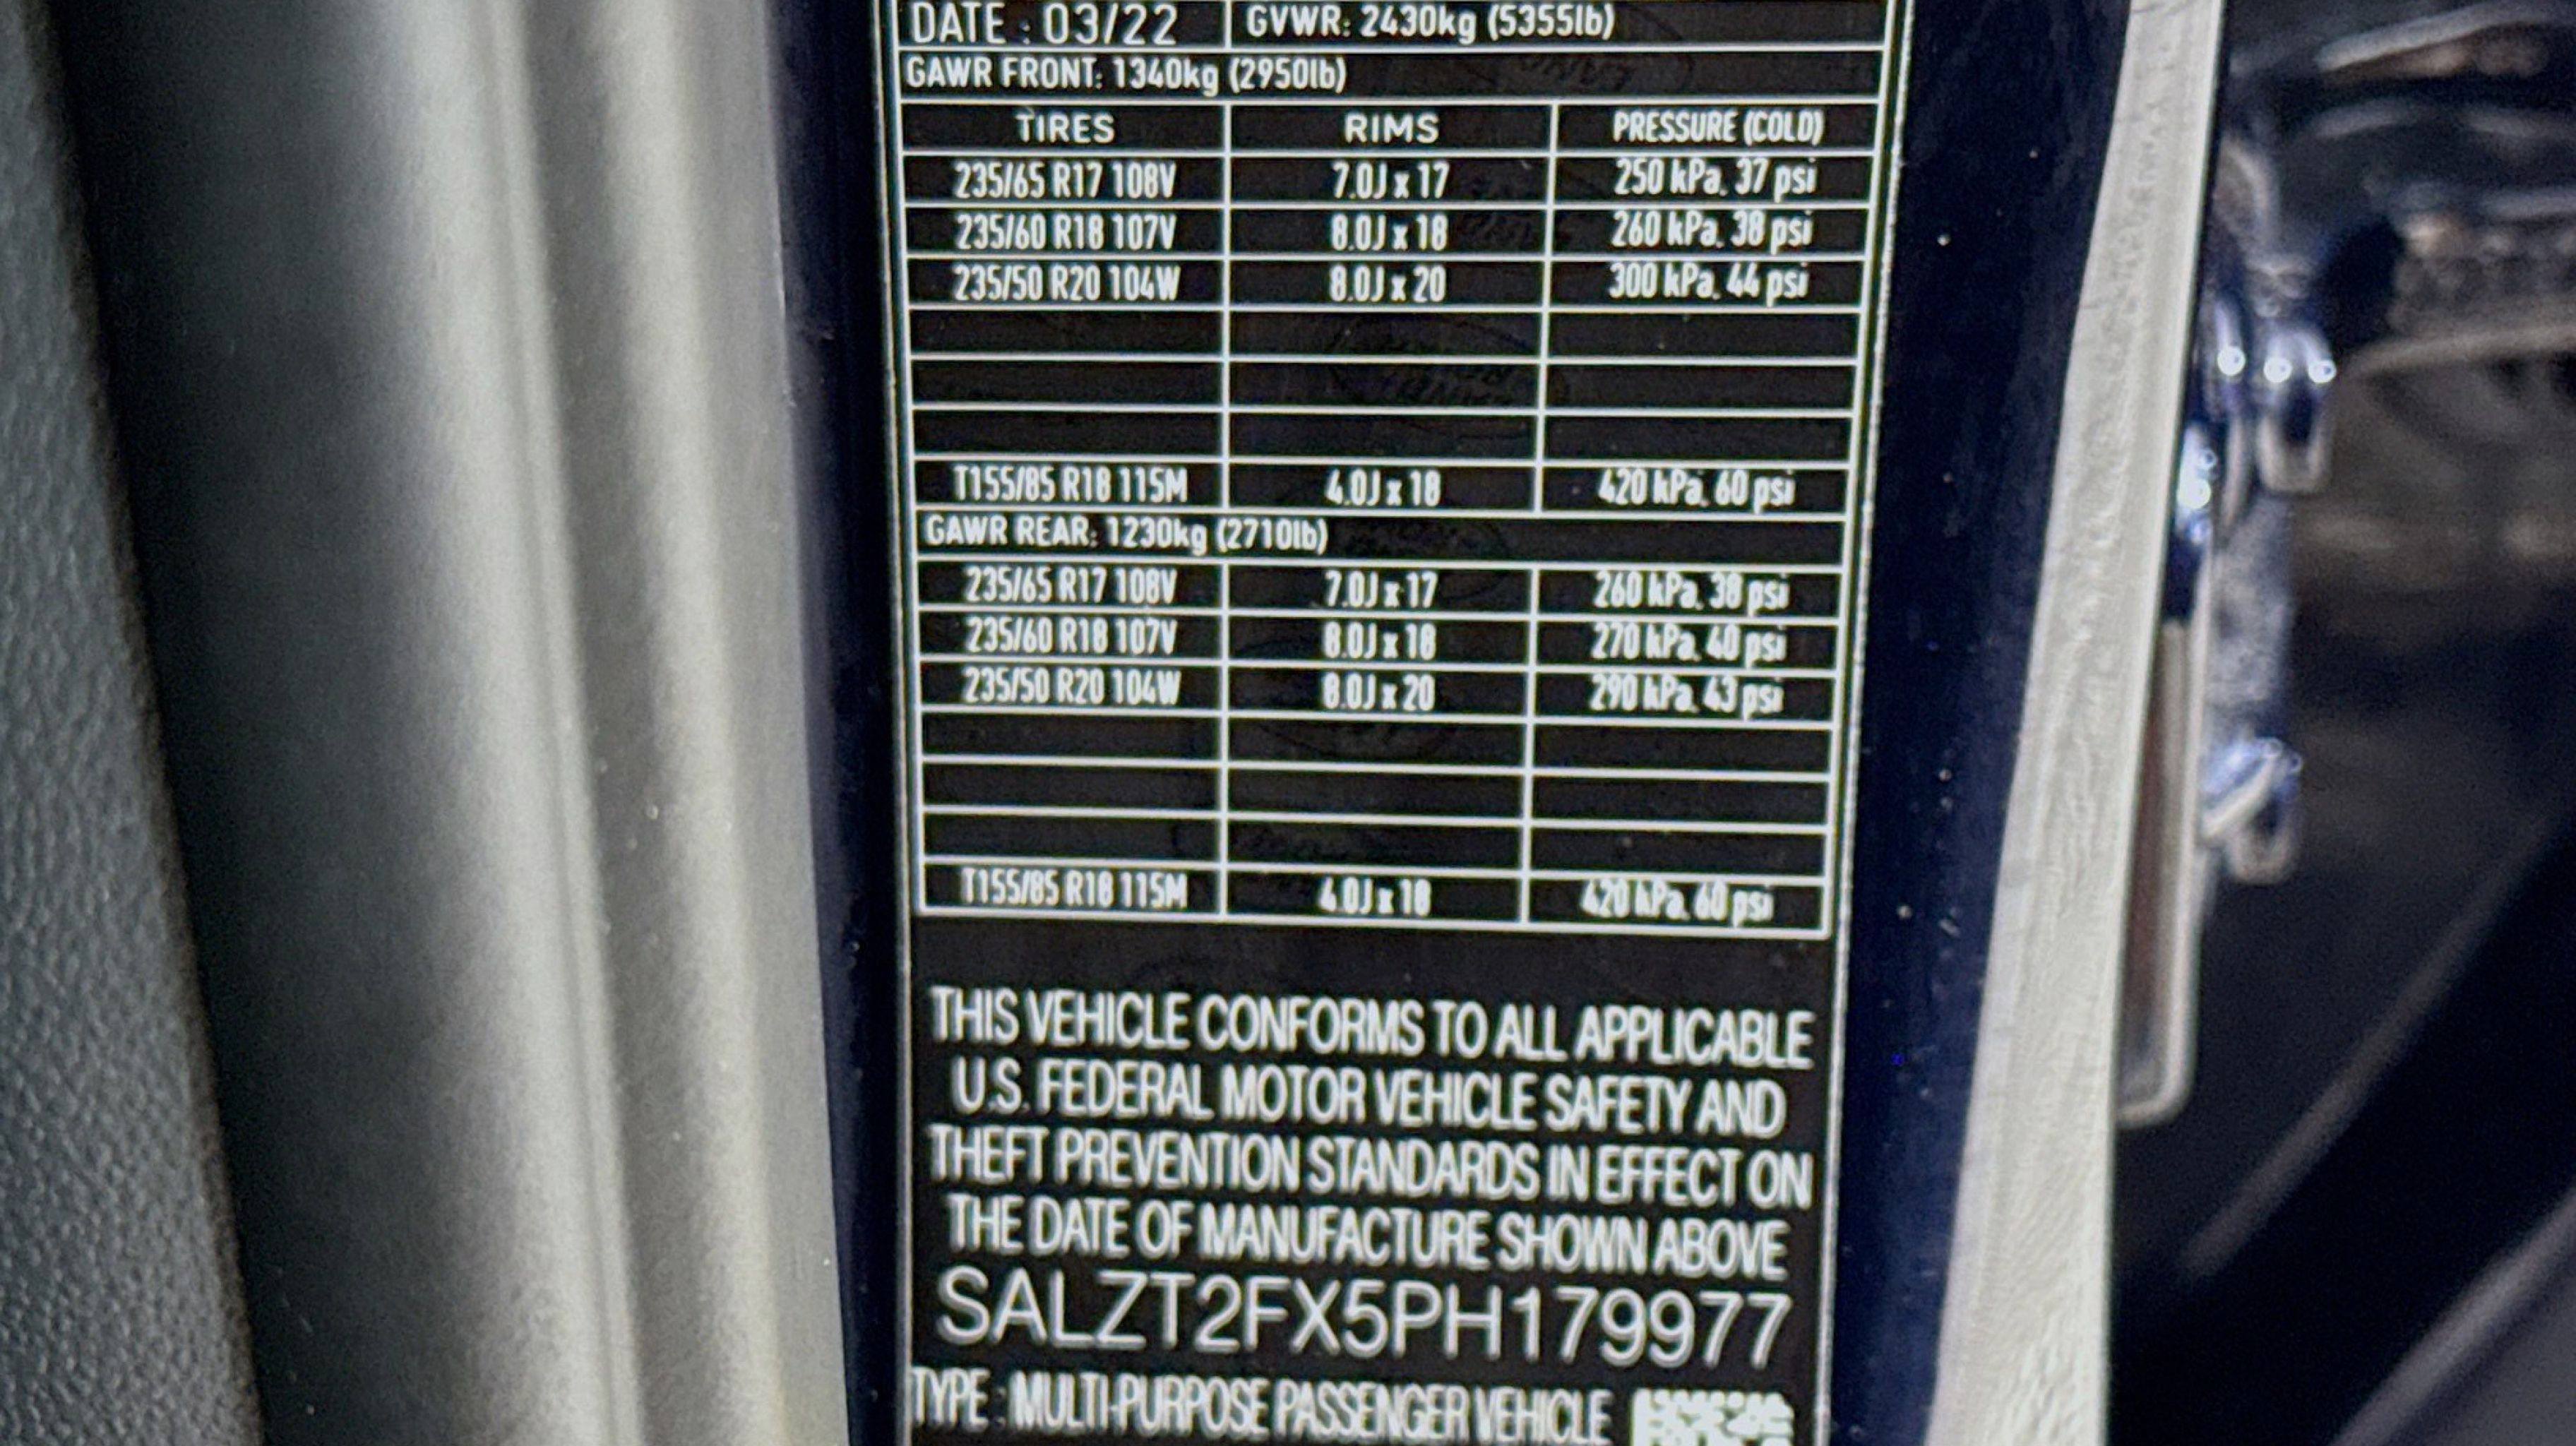 DATE : 03/22 GVWR: 2430kg (5355lb)
GAWR FRONT: 1340kg (2950lb)
TIRES RIMS PRESSURE (COLD)
235/65 R17 108V 7.0J x 17 250 kPa, 37 psi
235/60 R18 107V 8.0J x 18 260 kPa, 38 psi
235/50 R20 104W 8.0J x 20 300 kPa, 44 psi
T155/85 R18 115M 4.0J x 18 420 kPa, 60 psi
GAWR REAR: 1230kg (2710lb)
235/65 R17 108V 7.0J x 17 260 kPa, 38 psi
235/60 R18 107V 8.0J x 18 270 kPa, 40 psi
235/50 R20 104W 8.0J x 20 290 kPa, 43 psi
T155/85 R18 115M 4.0J x 18 420 kPa, 60 psi
THIS VEHICLE CONFORMS TO ALL APPLICABLE
U.S. FEDERAL MOTOR VEHICLE SAFETY AND
THEFT PREVENTION STANDARDS IN EFFECT ON
THE DATE OF MANUFACTURE SHOWN ABOVE
SALZT2FX5PH179977
TYPE : MULTI-PURPOSE PASSENGER VEHICLE